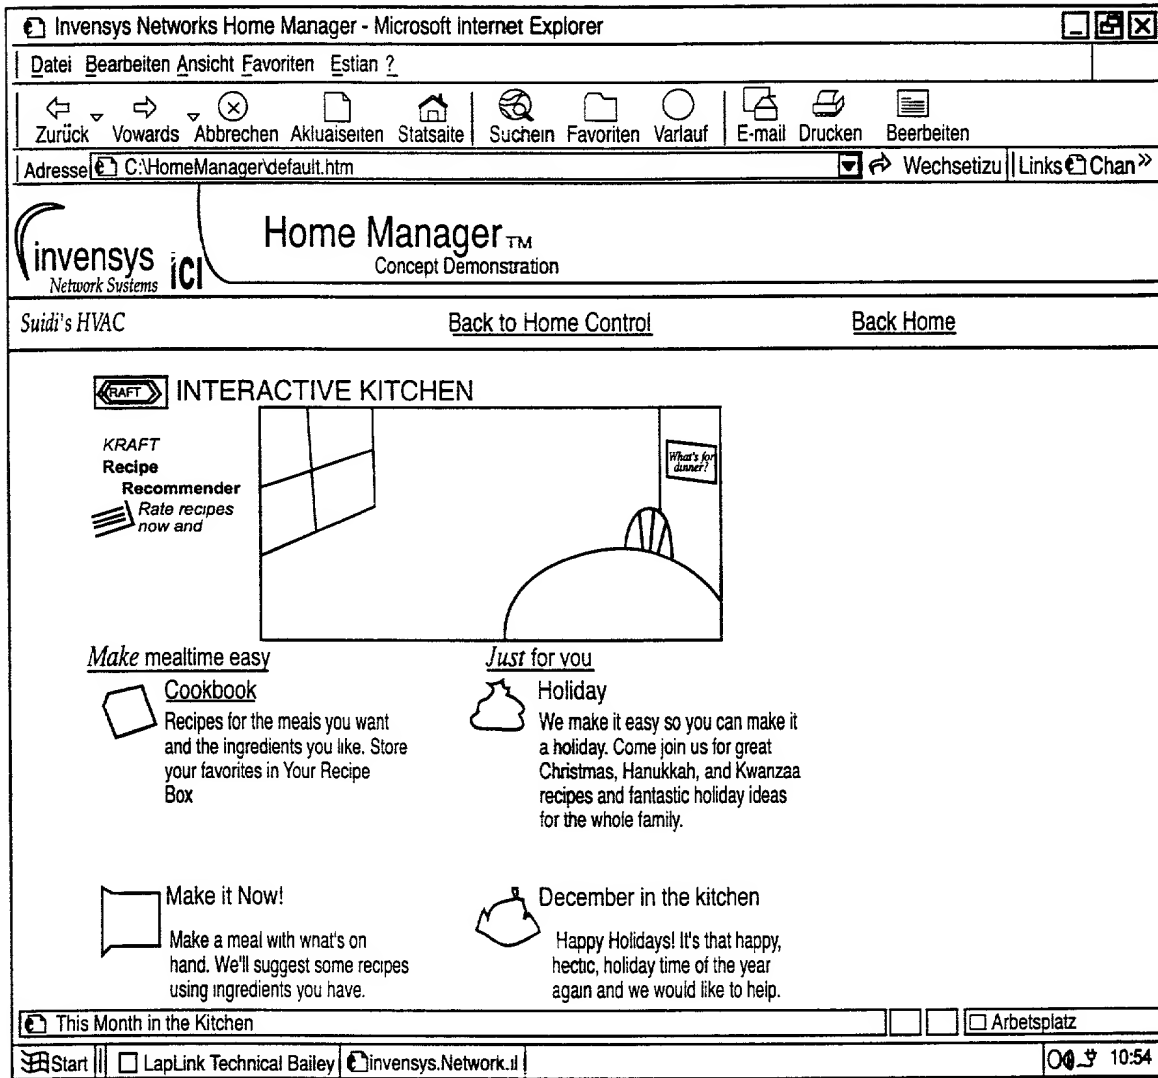 Invensys Networks Home Manager - Microsoft Internet Explorer
Datei Bearbeiten Ansicht Favoriten Estian ?
Zurück Vowards Abbrechen Akluaiseiten Statsaite Suchein Favoriten Varlauf E-mail Drucken Beerbeiten
Adresse C:\HomeManager\default.htm Wechsetizu Links Chan»
invensys
Network Systems
iCI
Home Manager TM
Concept Demonstration
Suidi's HVAC Back to Home Control Back Home
RAFT INTERACTIVE KITCHEN
KRAFT
Recipe
Recommender
Rate recipes
now and
What's for
dinner?
Make mealtime easy
Cookbook
Recipes for the meals you want
and the ingredients you like. Store
your favorites in Your Recipe
Box
Make it Now!
Make a meal with wnat's on
hand. We'll suggest some recipes
using ingredients you have.
Just for you
Holiday
We make it easy so you can make it
a holiday. Come join us for great
Christmas, Hanukkah, and Kwanzaa
recipes and fantastic holiday ideas
for the whole family.
December in the kitchen
Happy Holidays! It's that happy,
hectic, holiday time of the year
again and we would like to help.
This Month in the Kitchen Arbetsplatz
Start LapLink Technical Bailey invensys.Network.il 10:54